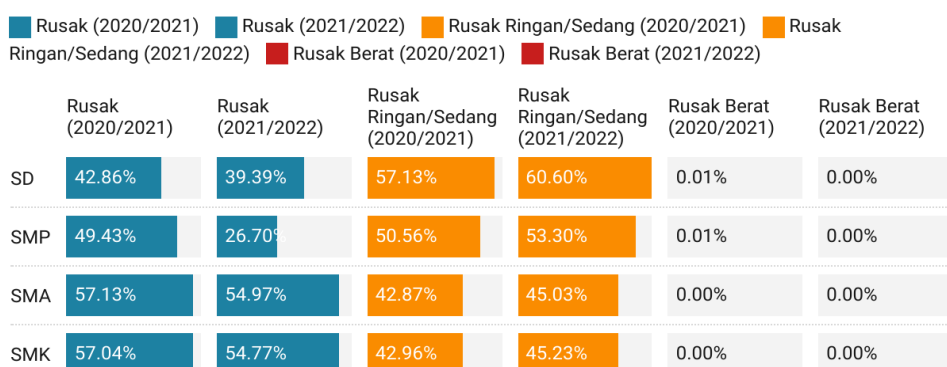 Rusak (2020/2021) Rusak (2021/2022) Rusak Ringan/Sedang (2020/2021) Rusak
Ringan/Sedang (2021/2022) Rusak Berat (2020/2021) Rusak Berat (2021/2022)
Rusak (2020/2021) Rusak (2021/2022) Rusak Ringan/Sedang (2020/2021) Rusak Ringan/Sedang (2021/2022) Rusak Berat (2020/2021) Rusak Berat (2021/2022)
SD 42.86% 39.39% 57.13% 60.60% 0.01% 0.00%
SMP 49.43% 26.70% 50.56% 53.30% 0.01% 0.00%
SMA 57.13% 54.97% 42.87% 45.03% 0.00% 0.00%
SMK 57.04% 54.77% 42.96% 45.23% 0.00% 0.00%